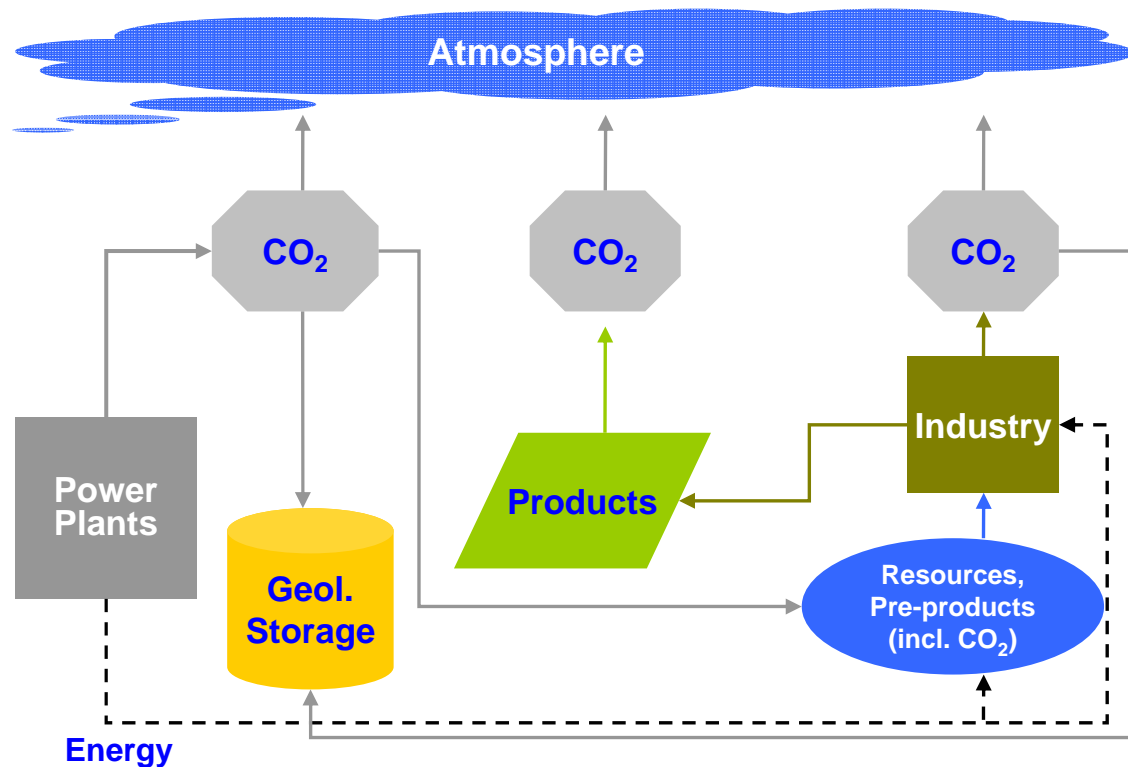 Atmosphere
CO₂
CO₂
CO₂
Industry
Power
Plants
Products
Geol.
Storage
Resources,
Pre-products
(incl. CO₂)
Energy